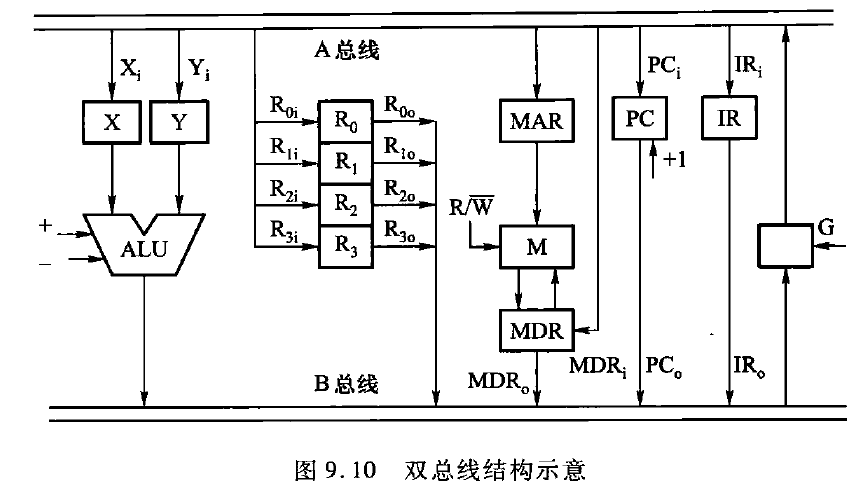 A 总线
Xi
Yi
PCi
IRi
R0i
R0
R0o
X
Y
MAR
PC
IR
R1i
R1
R1o
+1
R2i
R2
R2o
R/W̅
+
ALU
R3i
R3
R3o
M
G
−
MDR
B 总线
MDRo
MDRi
PCo
IRo
图 9.10 双总线结构示意